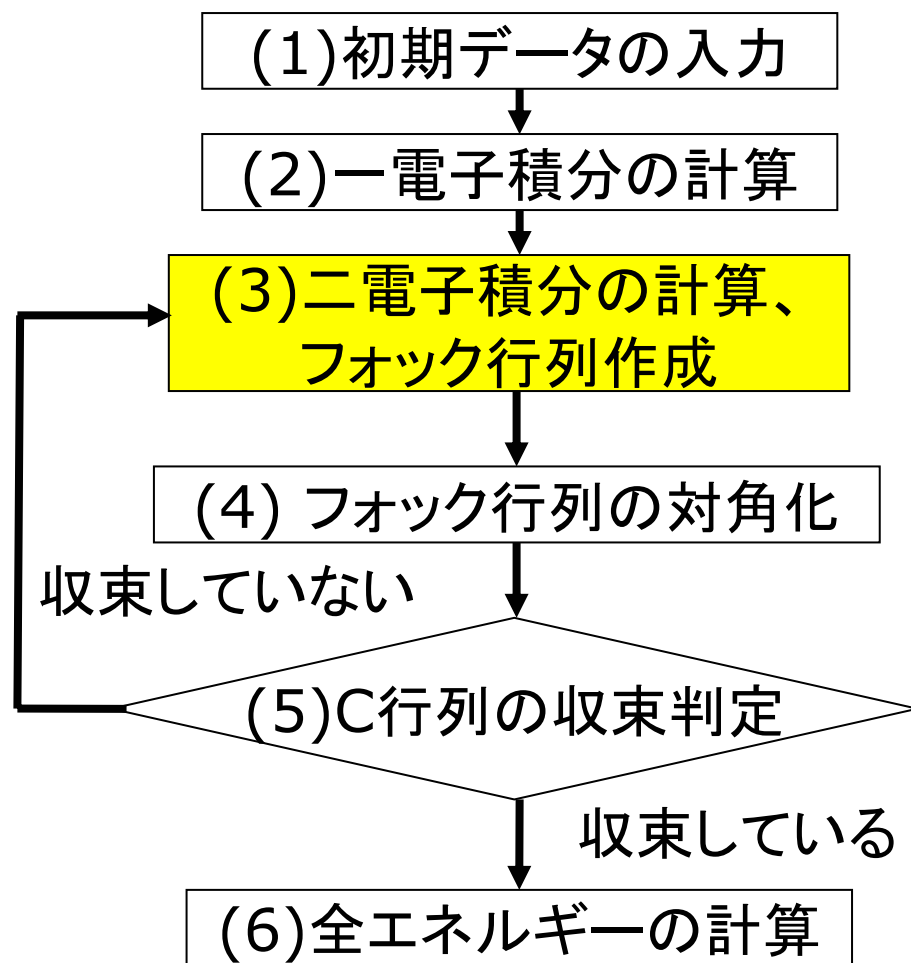 (1)初期データの入力
(2)一電子積分の計算
(3)二電子積分の計算、
フォック行列作成
(4) フォック行列の対角化
収束していない
(5)C行列の収束判定
収束している
(6)全エネルギーの計算